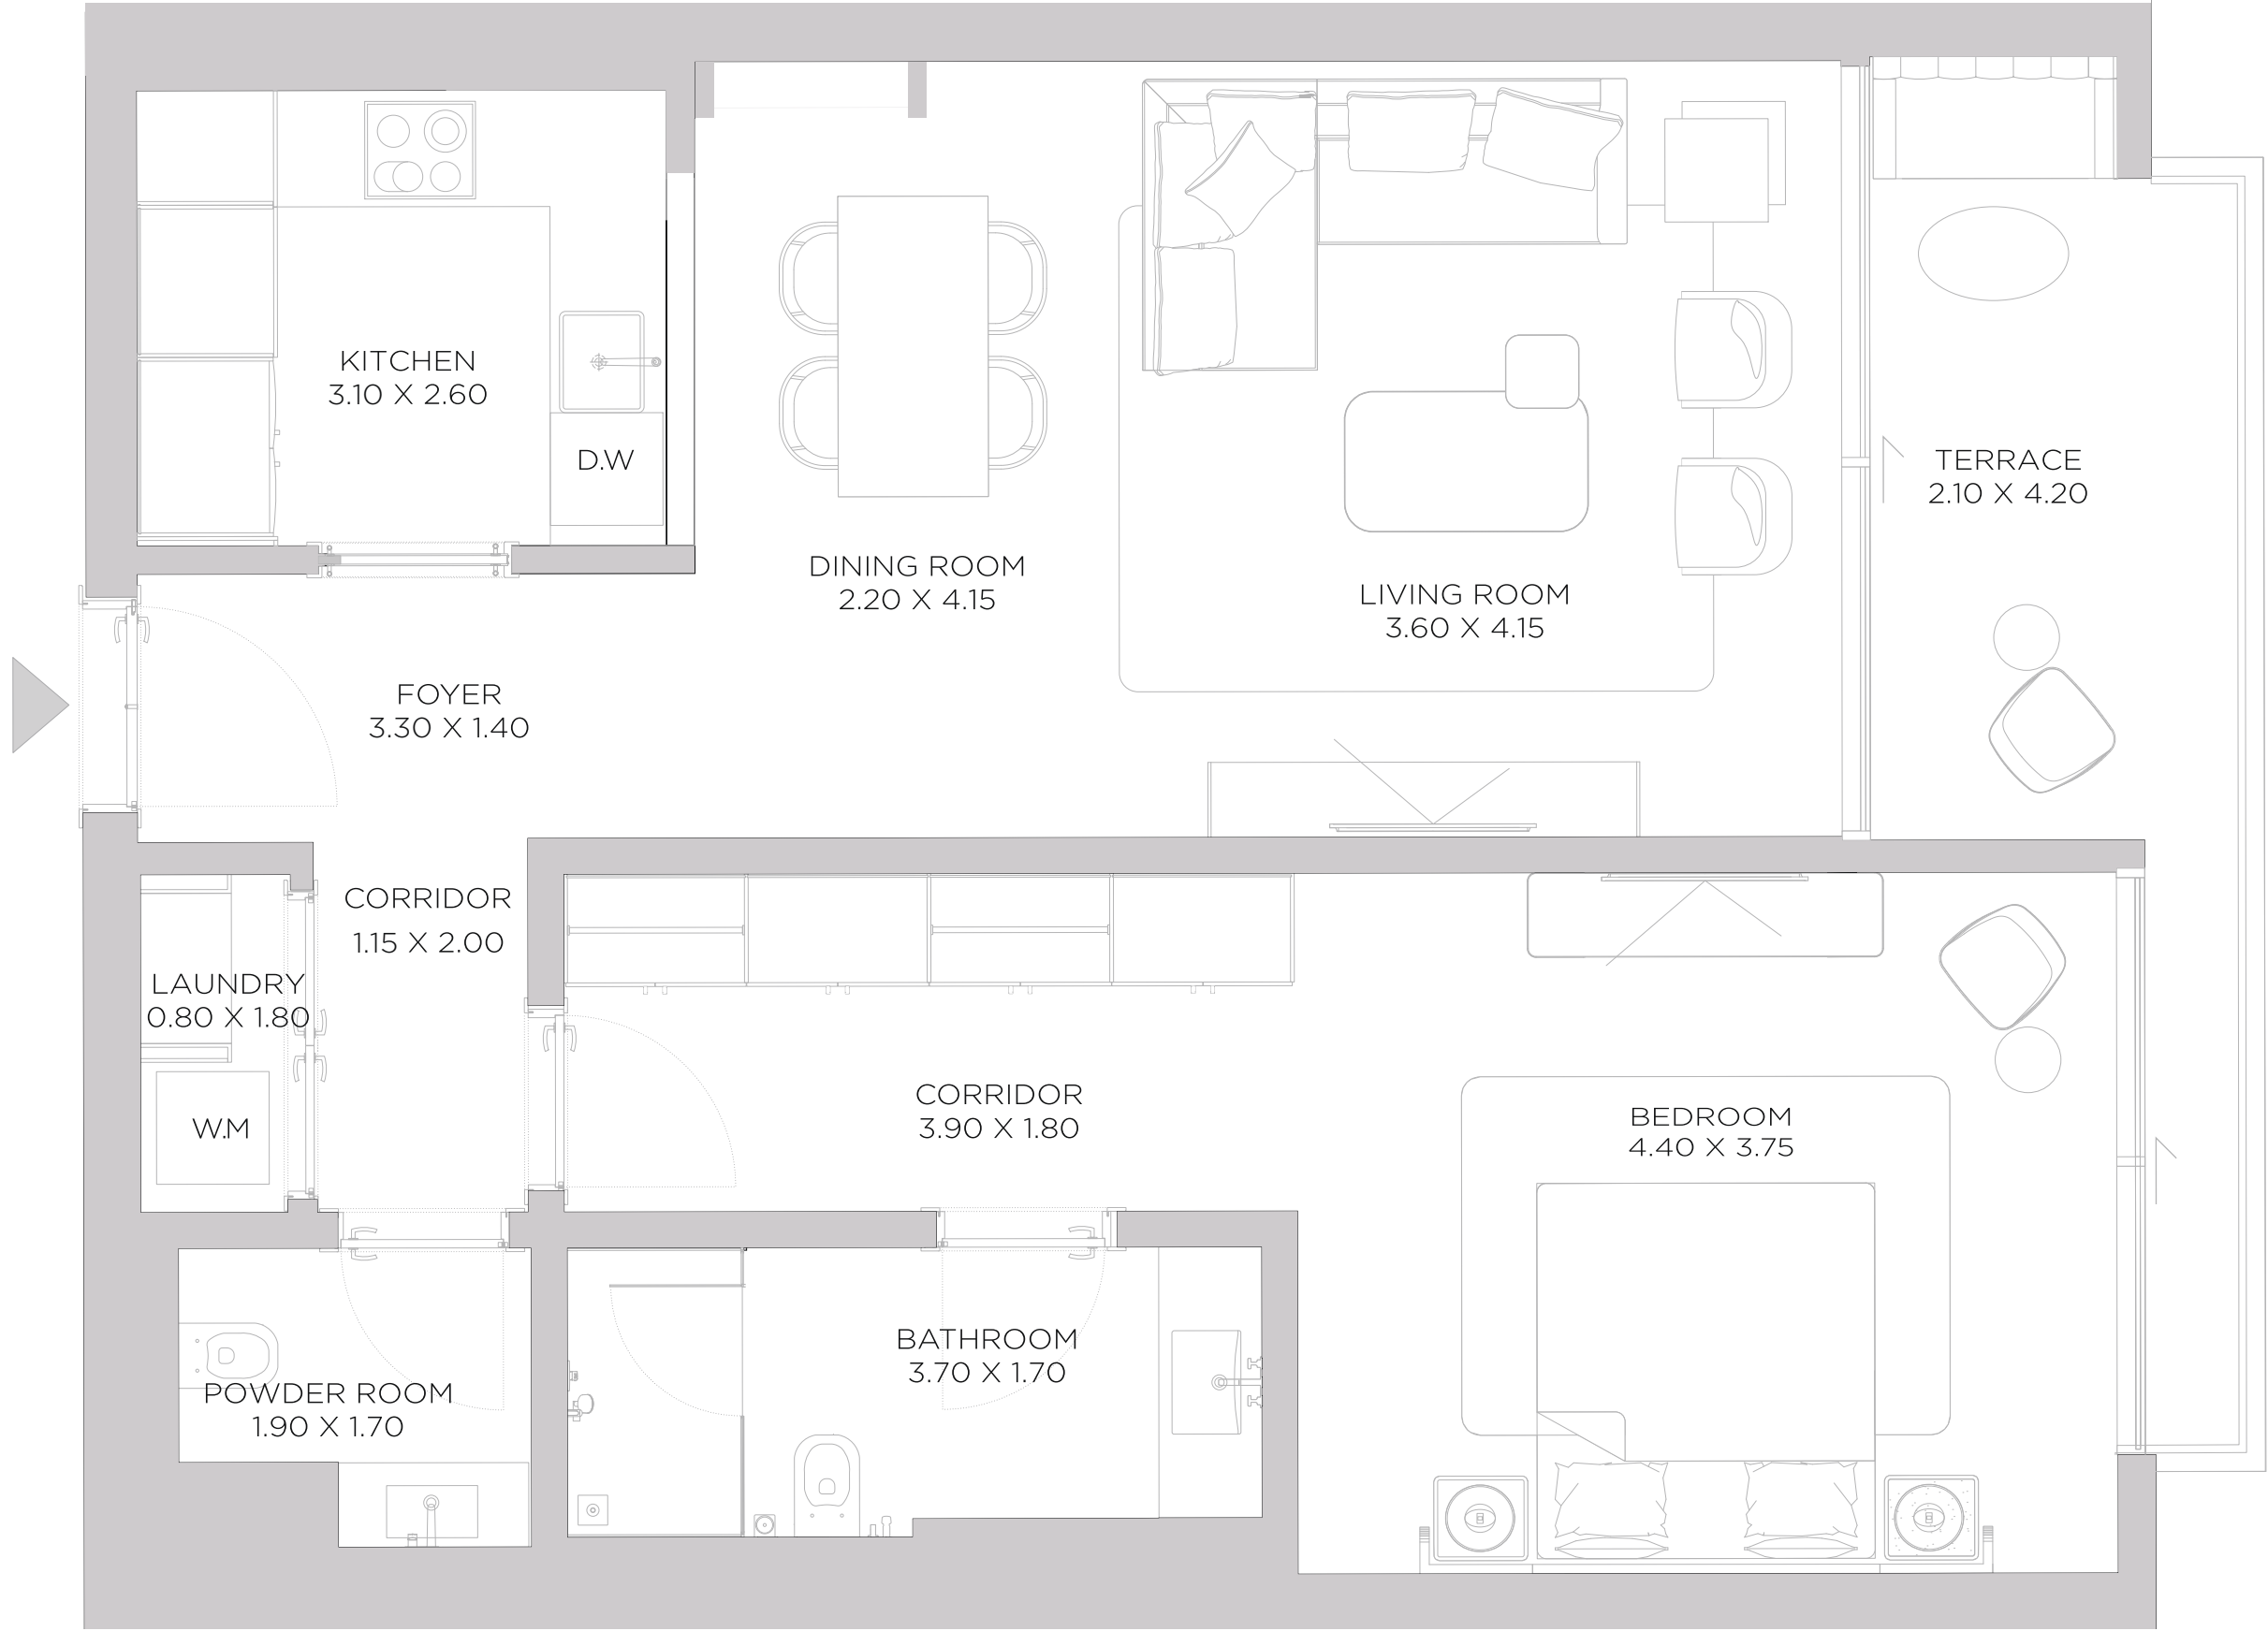 KITCHEN
3.10 X 2.60
D.W
DINING ROOM
2.20 X 4.15
LIVING ROOM
3.60 X 4.15
TERRACE
2.10 X 4.20
FOYER
3.30 X 1.40
CORRIDOR
1.15 X 2.00
LAUNDRY
0.80 X 1.80
W.M
CORRIDOR
3.90 X 1.80
BEDROOM
4.40 X 3.75
BATHROOM
3.70 X 1.70
POWDER ROOM
1.90 X 1.70